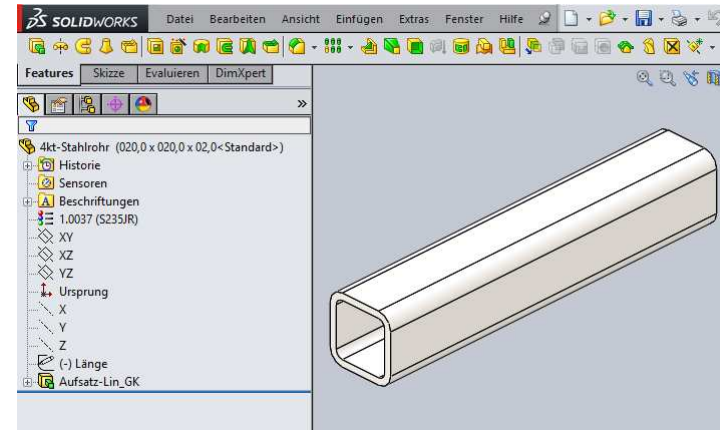 SOLIDWORKS Datei Bearbeiten Ansicht Einfügen Extras Fenster Hilfe
Features Skizze Evaluieren DimXpert
»
4kt-Stahlrohr (020,0 x 020,0 x 02,0<Standard>)
Historie
Sensoren
A Beschriftungen
1.0037 (S235JR)
XY
XZ
YZ
Ursprung
X
Y
Z
(-) Länge
Aufsatz-Lin_GK